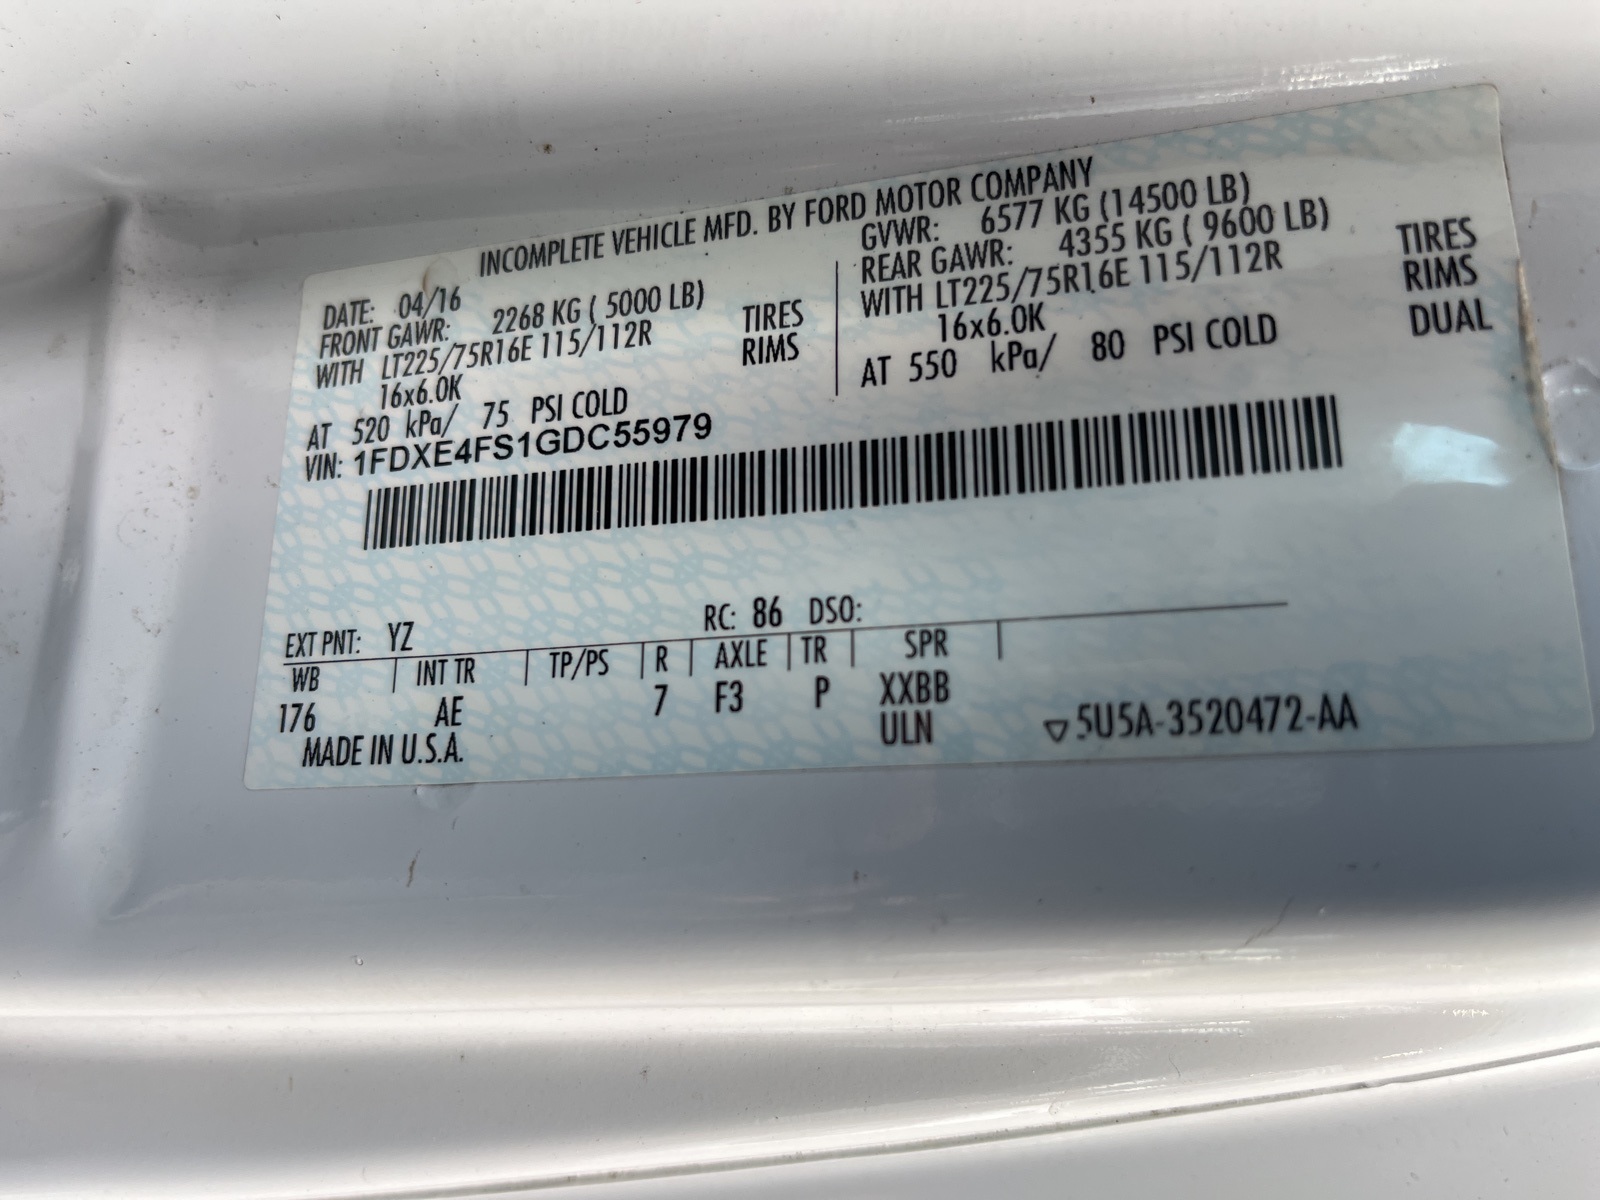 INCOMPLETE VEHICLE MFD. BY FORD MOTOR COMPANY
DATE: 04/16
FRONT GAWR: 2268 KG ( 5000 LB)
WITH LT225/75R16E 115/112R TIRES
16x6.0K RIMS
AT 520 kPa/ 75 PSI COLD
GVWR: 6577 KG (14500 LB)
REAR GAWR: 4355 KG ( 9600 LB)
WITH LT225/75R16E 115/112R TIRES
16x6.0K RIMS
AT 550 kPa/ 80 PSI COLD DUAL
VIN: 1FDXE4FS1GDC55979
EXT PNT: YZ RC: 86 DSO:
WB INT TR TP/PS R AXLE TR SPR
176 AE 7 F3 P XXBB
ULN
MADE IN U.S.A. ▽5U5A-3520472-AA